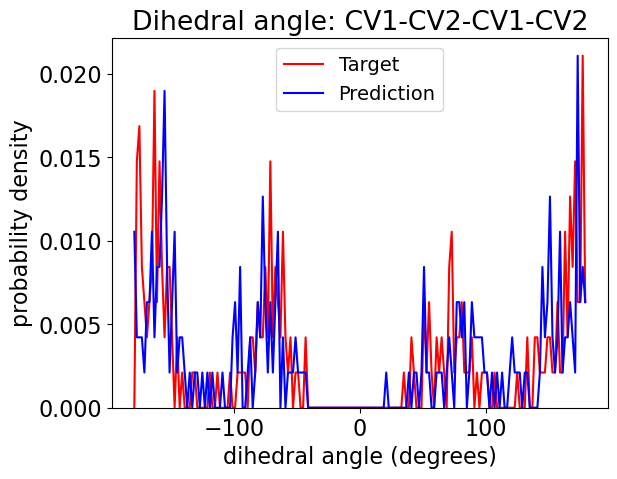 Dihedral angle: CV1-CV2-CV1-CV2
Target
Prediction
probability density
0.020
0.015
0.010
0.005
0.000
−100
0
100
dihedral angle (degrees)